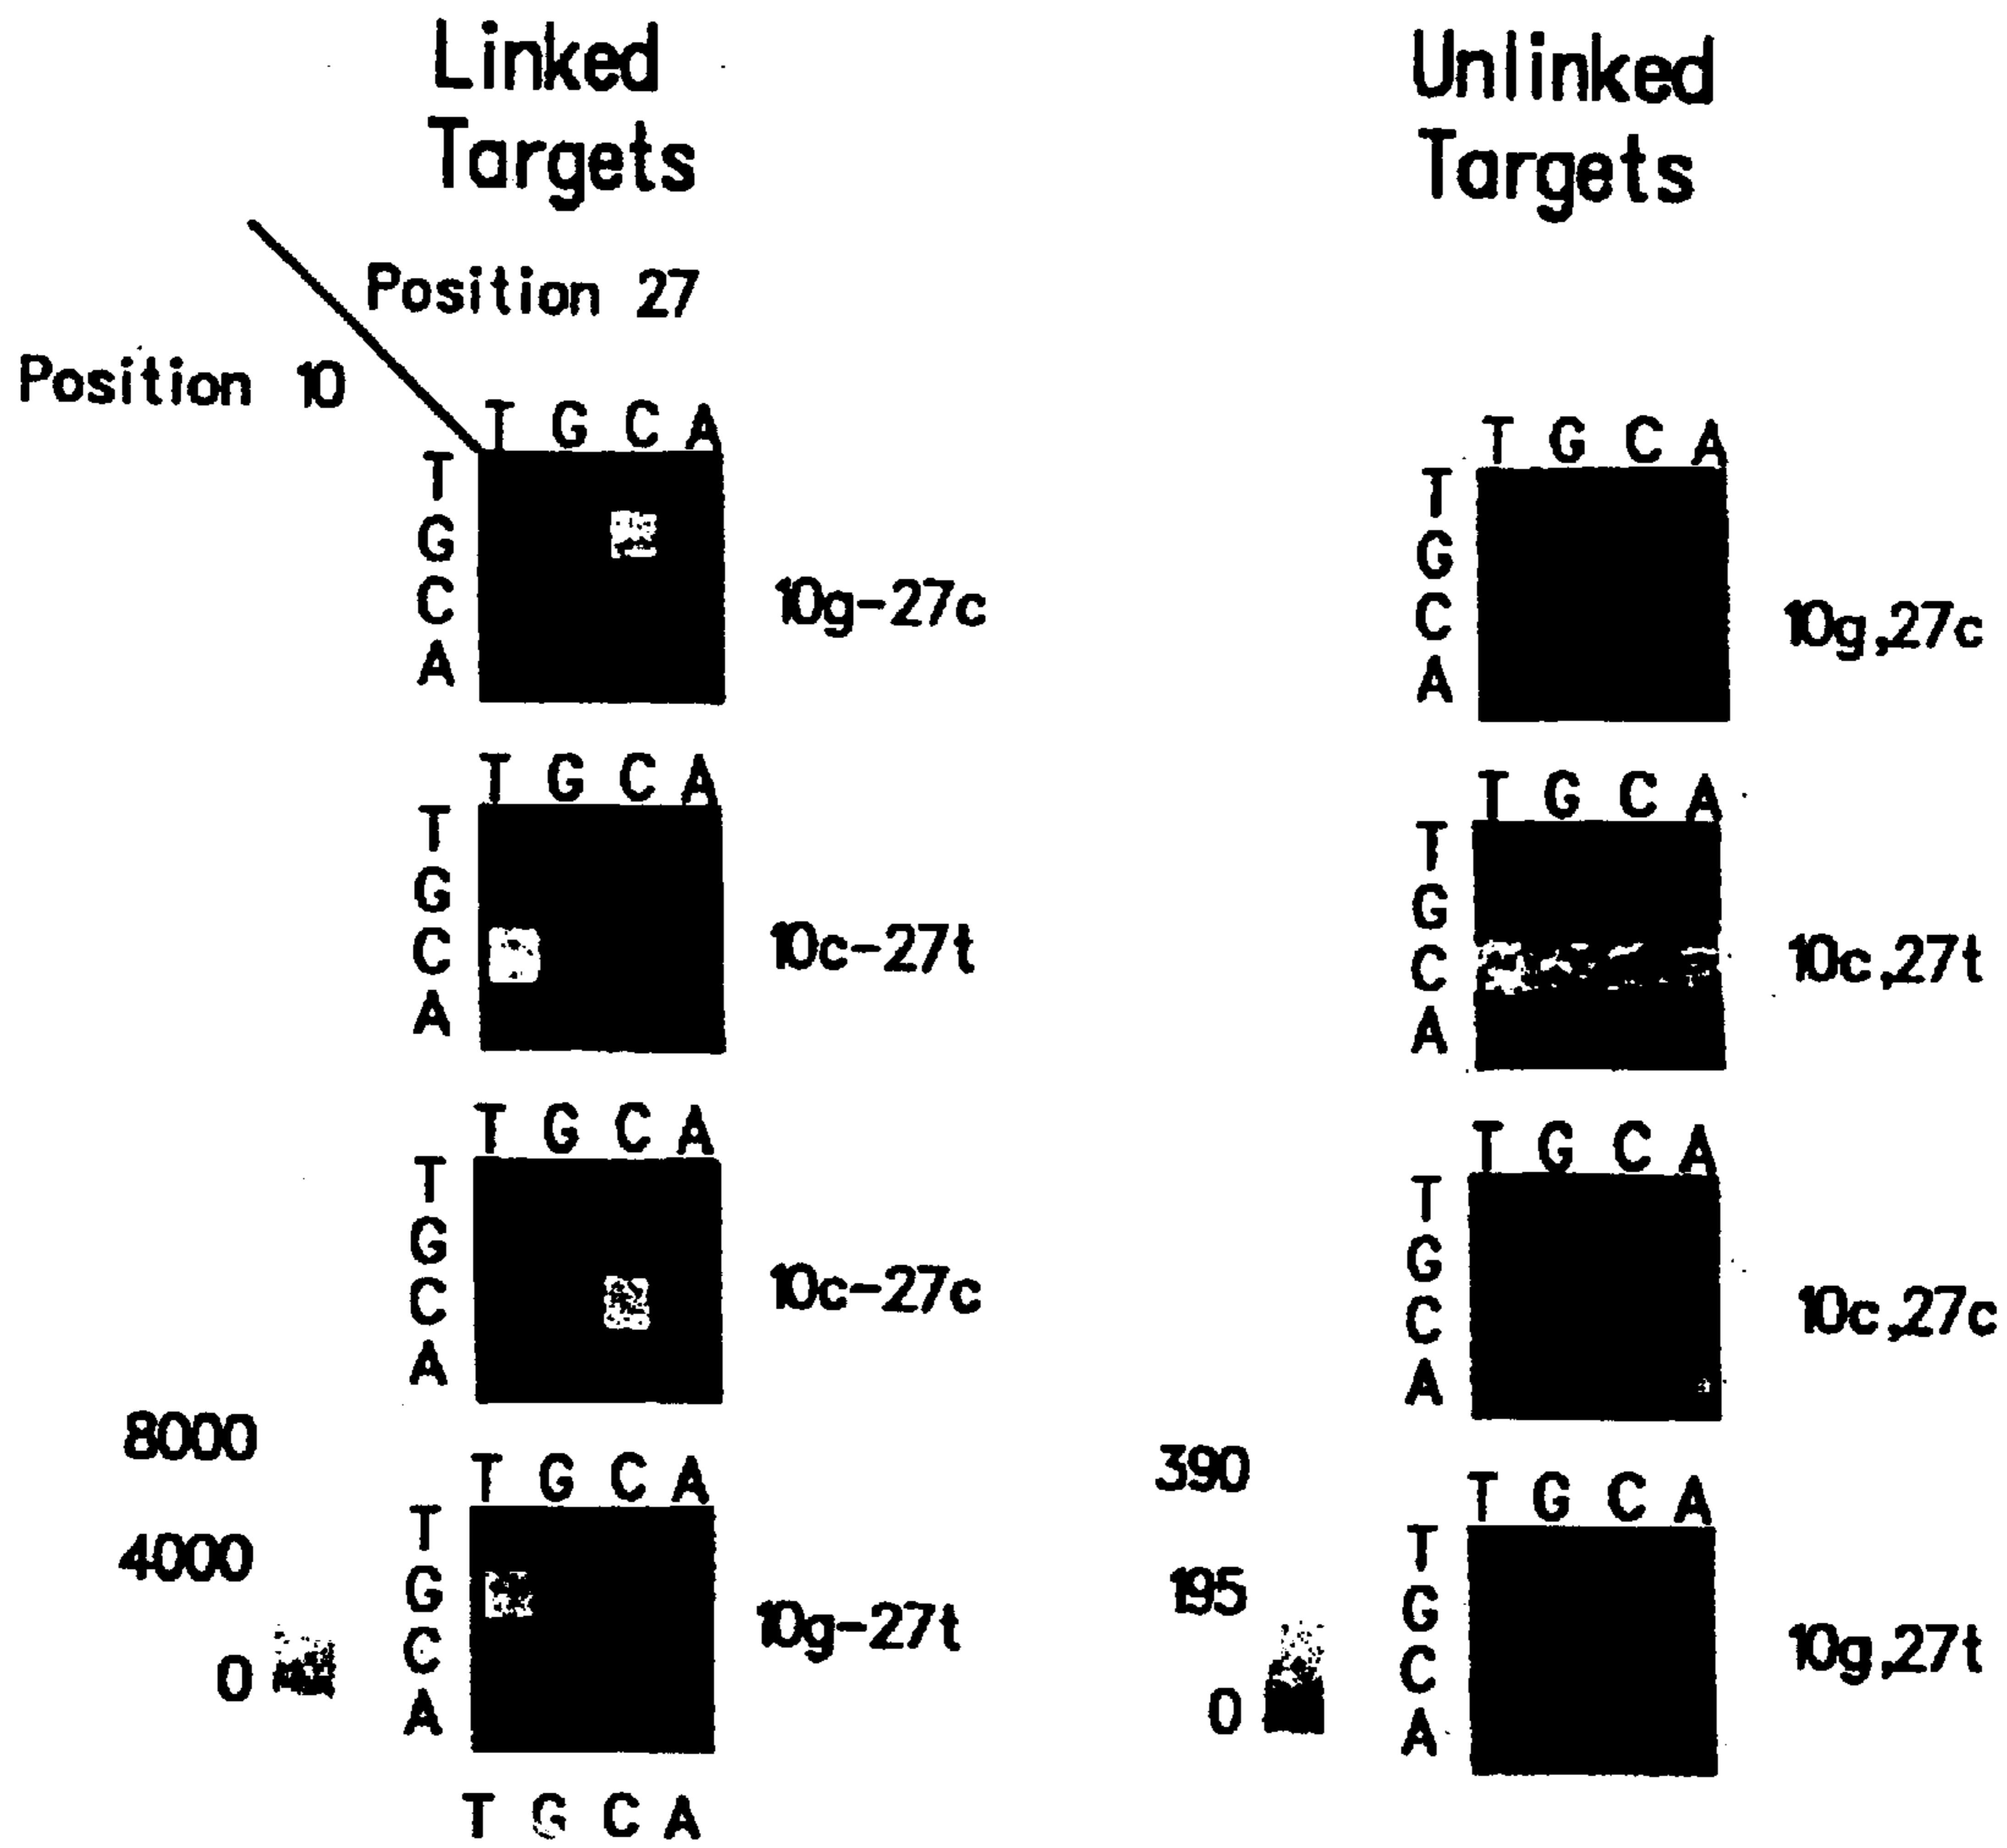 Linked
Targets
Position 27
Position 10
T G C A
T
G
C
A
10g-27c
T G C A
T
G
C
A
10c-27t
T G C A
T
G
C
A
10c-27c
8000
4000
0
T G C A
T
G
C
A
10g-27t
T G C A
Unlinked
Targets
T G C A
T
G
C
A
10g,27c
T G C A
T
G
C
A
10c,27t
T G C A
T
G
C
A
10c,27c
390
195
0
T G C A
T
G
C
A
10g,27t